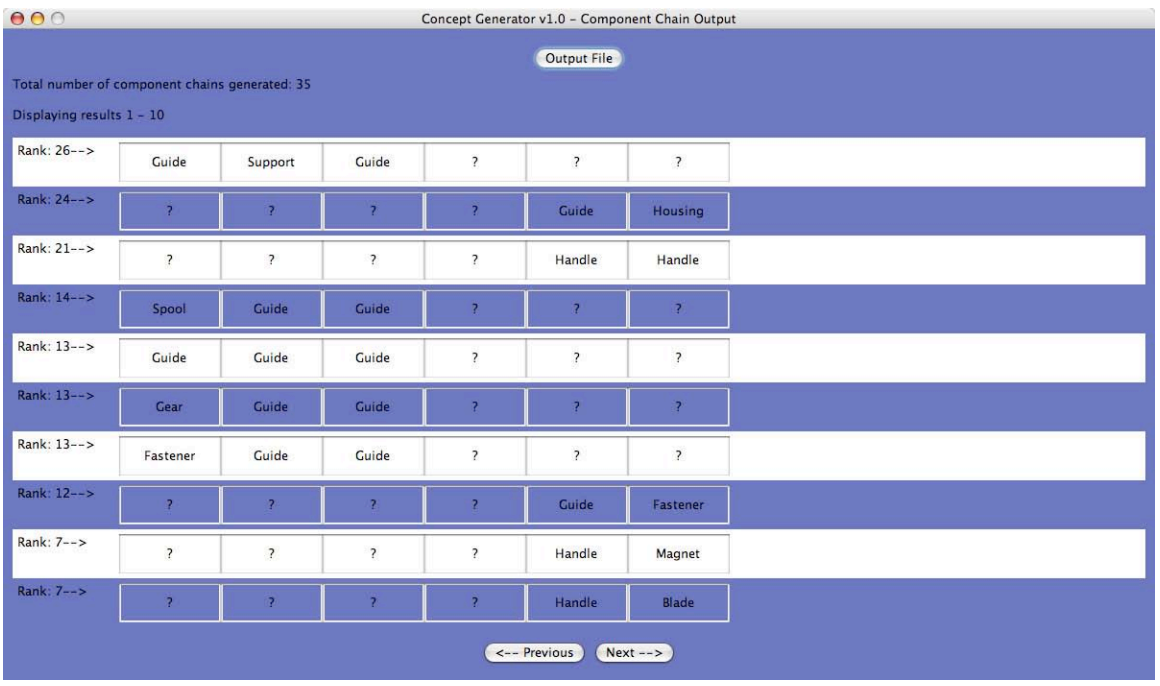 Concept Generator v1.0 – Component Chain Output
Output File
Total number of component chains generated: 35
Displaying results 1 – 10
Rank: 26--> Guide Support Guide ? ? ?
Rank: 24--> ? ? ? ? Guide Housing
Rank: 21--> ? ? ? ? Handle Handle
Rank: 14--> Spool Guide Guide ? ? ?
Rank: 13--> Guide Guide Guide ? ? ?
Rank: 13--> Gear Guide Guide ? ? ?
Rank: 13--> Fastener Guide Guide ? ? ?
Rank: 12--> ? ? ? ? Guide Fastener
Rank: 7--> ? ? ? ? Handle Magnet
Rank: 7--> ? ? ? ? Handle Blade
<-- Previous Next -->